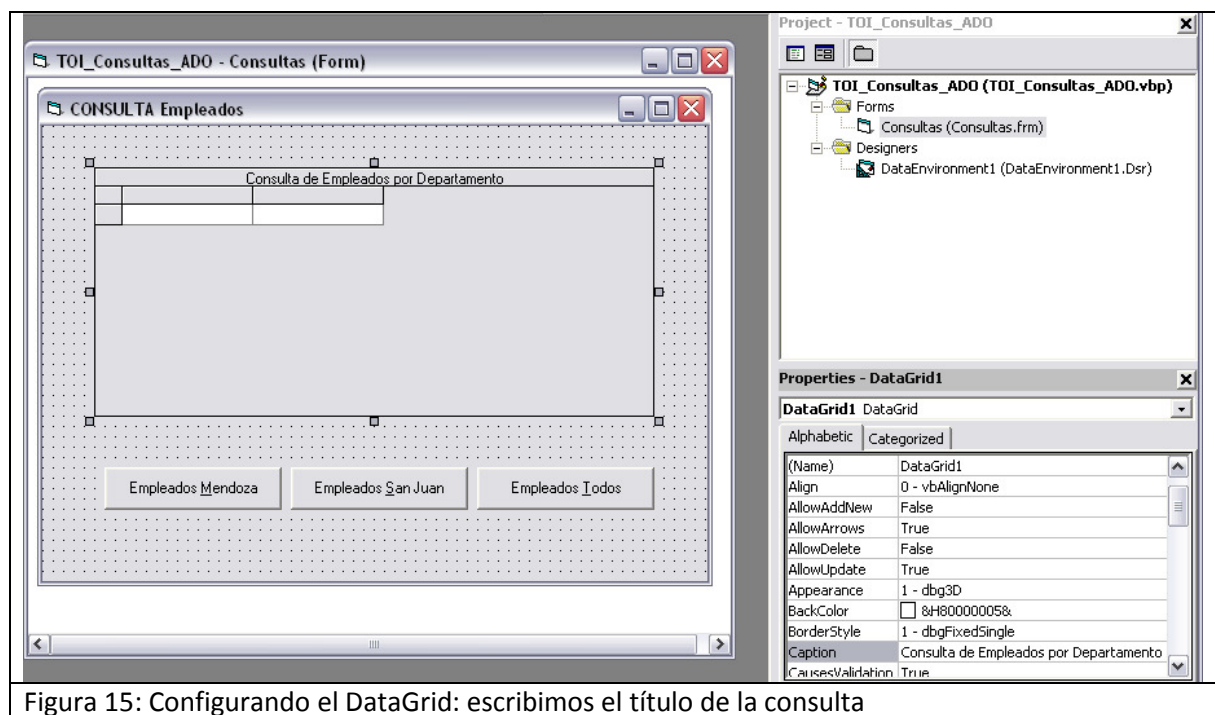 TOI_Consultas_ADO - Consultas (Form)
CONSULTA Empleados
Consulta de Empleados por Departamento
Empleados Mendoza
Empleados San Juan
Empleados Todos
Project - TOI_Consultas_ADO
TOI_Consultas_ADO (TOI_Consultas_ADO.vbp)
Forms
Consultas (Consultas.frm)
Designers
DataEnvironment1 (DataEnvironment1.Dsr)
Properties - DataGrid1
DataGrid1 DataGrid
Alphabetic Categorized
(Name) DataGrid1
Align 0 - vbAlignNone
AllowAddNew False
AllowArrows True
AllowDelete False
AllowUpdate True
Appearance 1 - dbg3D
BackColor &H80000005&
BorderStyle 1 - dbgFixedSingle
Caption Consulta de Empleados por Departamento
CausesValidation True
Figura 15: Configurando el DataGrid: escribimos el título de la consulta